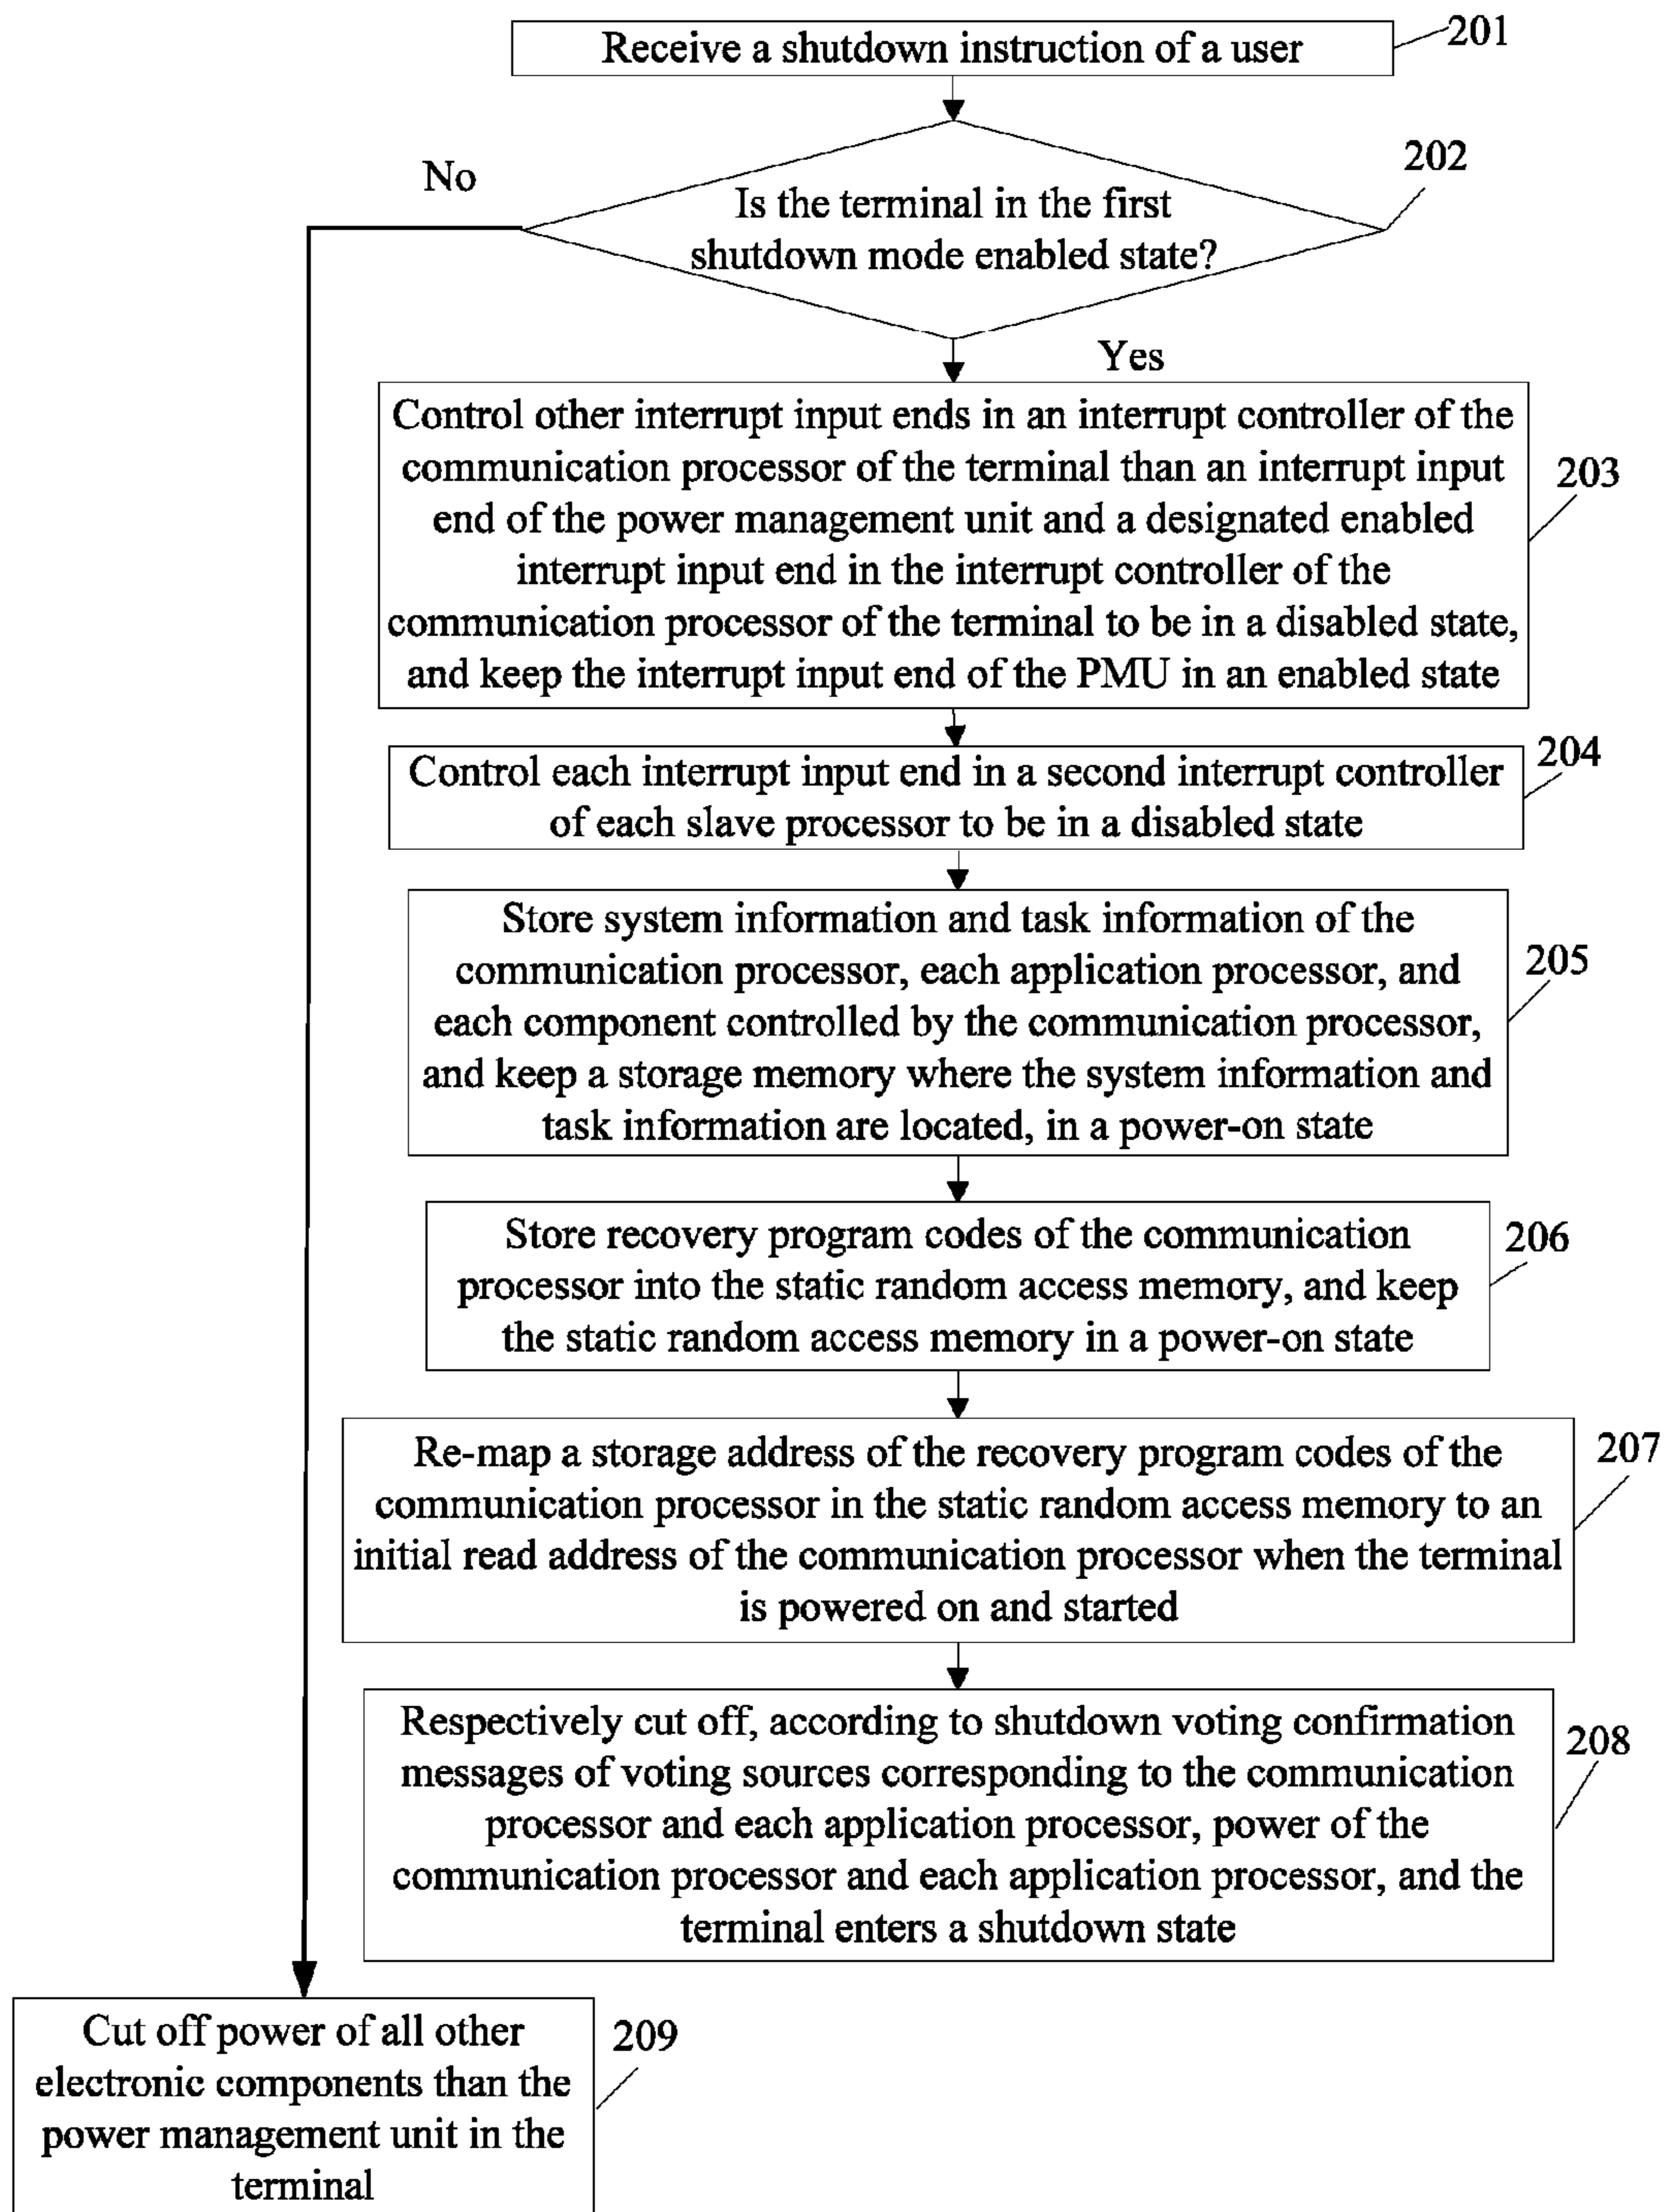 Receive a shutdown instruction of a user
201
No
202
Is the terminal in the first
shutdown mode enabled state?
Yes
Control other interrupt input ends in an interrupt controller of the
communication processor of the terminal than an interrupt input
end of the power management unit and a designated enabled
interrupt input end in the interrupt controller of the
communication processor of the terminal to be in a disabled state,
and keep the interrupt input end of the PMU in an enabled state
203
Control each interrupt input end in a second interrupt controller
of each slave processor to be in a disabled state
204
Store system information and task information of the
communication processor, each application processor, and
each component controlled by the communication processor,
and keep a storage memory where the system information and
task information are located, in a power-on state
205
Store recovery program codes of the communication
processor into the static random access memory, and keep
the static random access memory in a power-on state
206
Re-map a storage address of the recovery program codes of the
communication processor in the static random access memory to an
initial read address of the communication processor when the terminal
is powered on and started
207
Respectively cut off, according to shutdown voting confirmation
messages of voting sources corresponding to the communication
processor and each application processor, power of the
communication processor and each application processor, and the
terminal enters a shutdown state
208
Cut off power of all other
electronic components than the
power management unit in the
terminal
209